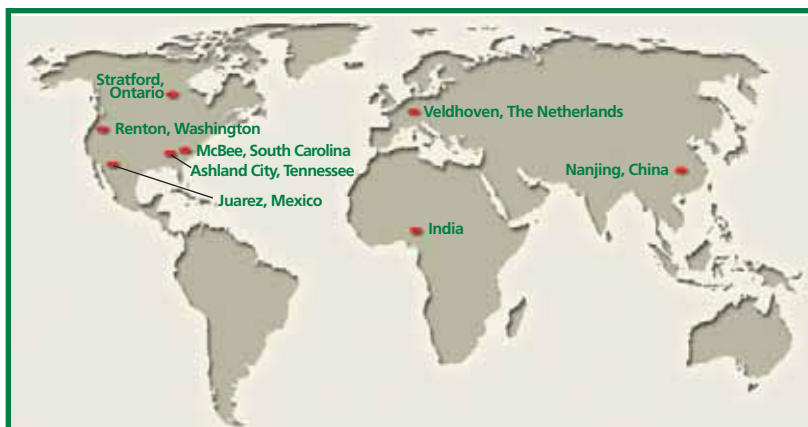 Stratford,
Ontario
Renton, Washington
McBee, South Carolina
Ashland City, Tennessee
Juarez, Mexico
Veldhoven, The Netherlands
Nanjing, China
India